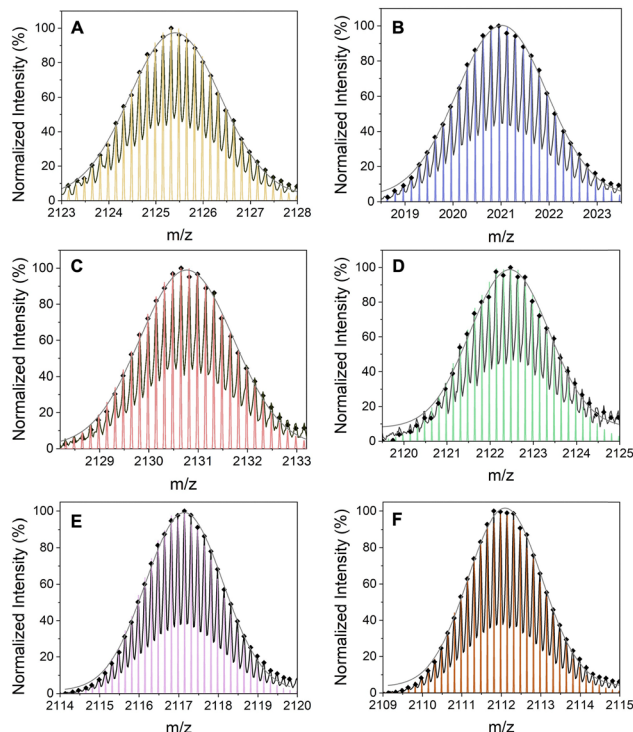 A
Normalized Intensity (%)
100
80
60
40
20
0
2123 2124 2125 2126 2127 2128
m/z
B
Normalized Intensity (%)
100
80
60
40
20
0
2019 2020 2021 2022 2023
m/z
C
Normalized Intensity (%)
100
80
60
40
20
0
2129 2130 2131 2132 2133
m/z
D
Normalized Intensity (%)
100
80
60
40
20
0
2120 2121 2122 2123 2124 2125
m/z
E
Normalized Intensity (%)
100
80
60
40
20
0
2114 2115 2116 2117 2118 2119 2120
m/z
F
Normalized Intensity (%)
100
80
60
40
20
0
2109 2110 2111 2112 2113 2114 2115
m/z